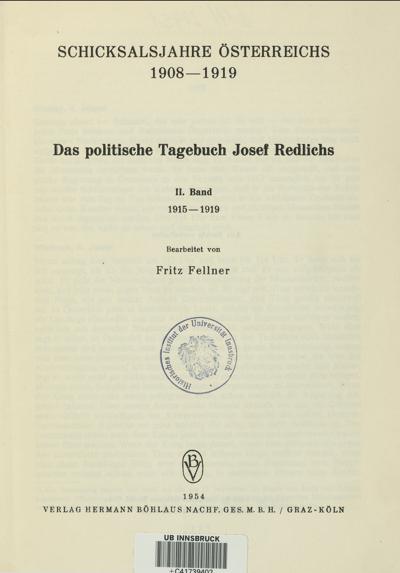 SCHICKSALSJAHRE ÖSTERREICHS
1908—1919
Das politische Tagebuch Josef Redlichs
II. Band
1915—1919
Bearbeitet von
Fritz Fellner
Historisches Institut der Universität Innsbruck
BV
1954
VERLAG HERMANN BÖHLAUS NACHF. GES. M. B. H. / GRAZ-KÖLN
UB INNSBRUCK
+C41739402